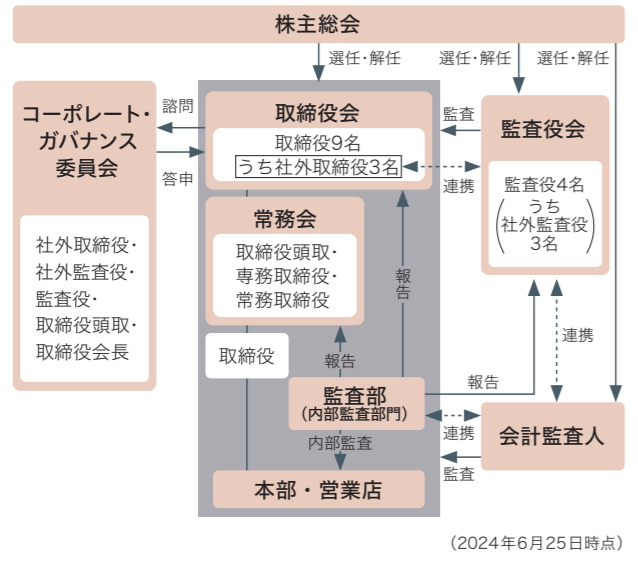 株主総会
選任・解任
選任・解任
選任・解任
コーポレート・
ガバナンス
委員会
社外取締役・
社外監査役・
監査役・
取締役頭取・
取締役会長
諮問
答申
取締役会
取締役9名
うち社外取締役3名
監査
連携
監査役会
監査役4名
(うち
社外監査役
3名)
常務会
取締役頭取・
専務取締役・
常務取締役
報告
取締役
報告
連携
監査部
(内部監査部門)
報告
内部監査
連携
会計監査人
監査
本部・営業店
(2024年6月25日時点)